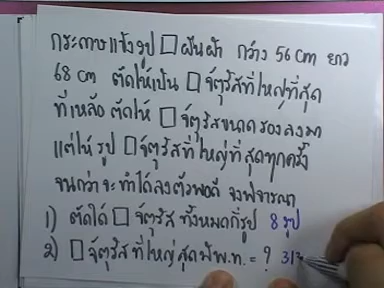 กระดาษแข็งรูป □ ผืนผ้า กว้าง 56 cm ยาว
68 cm ตัดให้เป็น □ จัตุรัสที่ใหญ่ที่สุด
ที่เหลือ ตัดให้ □ จัตุรัสขนาดรองลงมา
แต่ให้ รูป □ จัตุรัสที่ใหญ่ที่สุดทุกครั้ง
จนกว่าจะทำได้ลงตัวพอดี จงพิจารณา
1) ตัดได้ □ จัตุรัส ทั้งหมดกี่รูป 8 รูป
2) □ จัตุรัส ที่ใหญ่สุด มีพ.ท. = ? 313